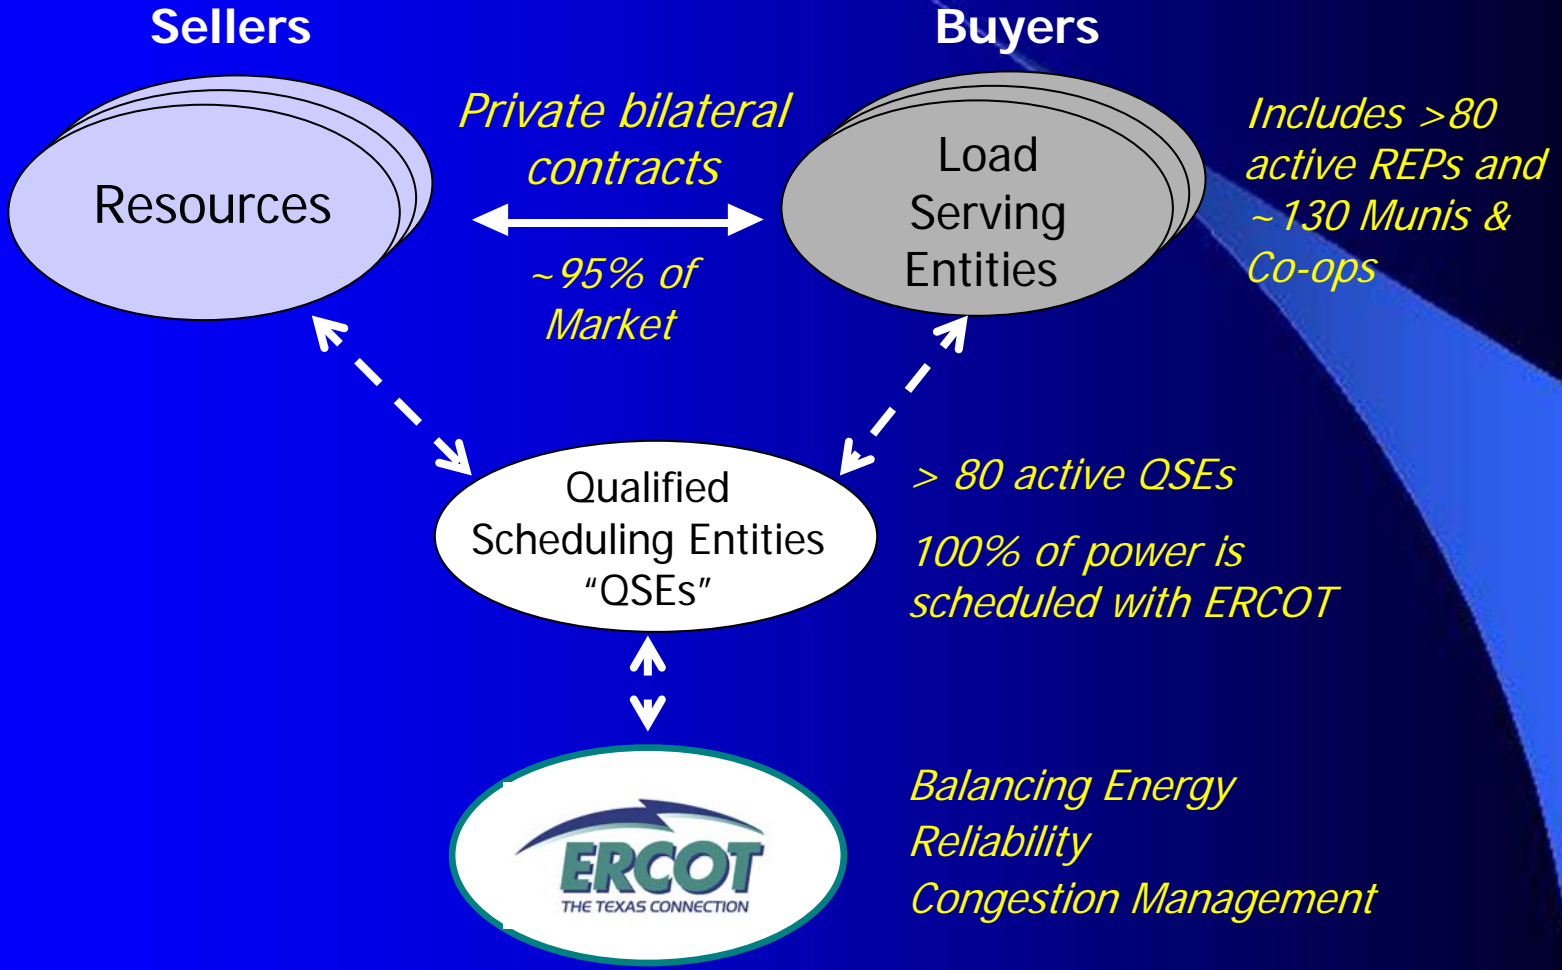 Sellers
Buyers
Resources
Private bilateral
contracts
~95% of
Market
Load
Serving
Entities
Includes >80
active REPs and
~130 Munis &
Co-ops
Qualified
Scheduling Entities
“QSEs”
> 80 active QSEs
100% of power is
scheduled with ERCOT
ERCOT
THE TEXAS CONNECTION
Balancing Energy
Reliability
Congestion Management